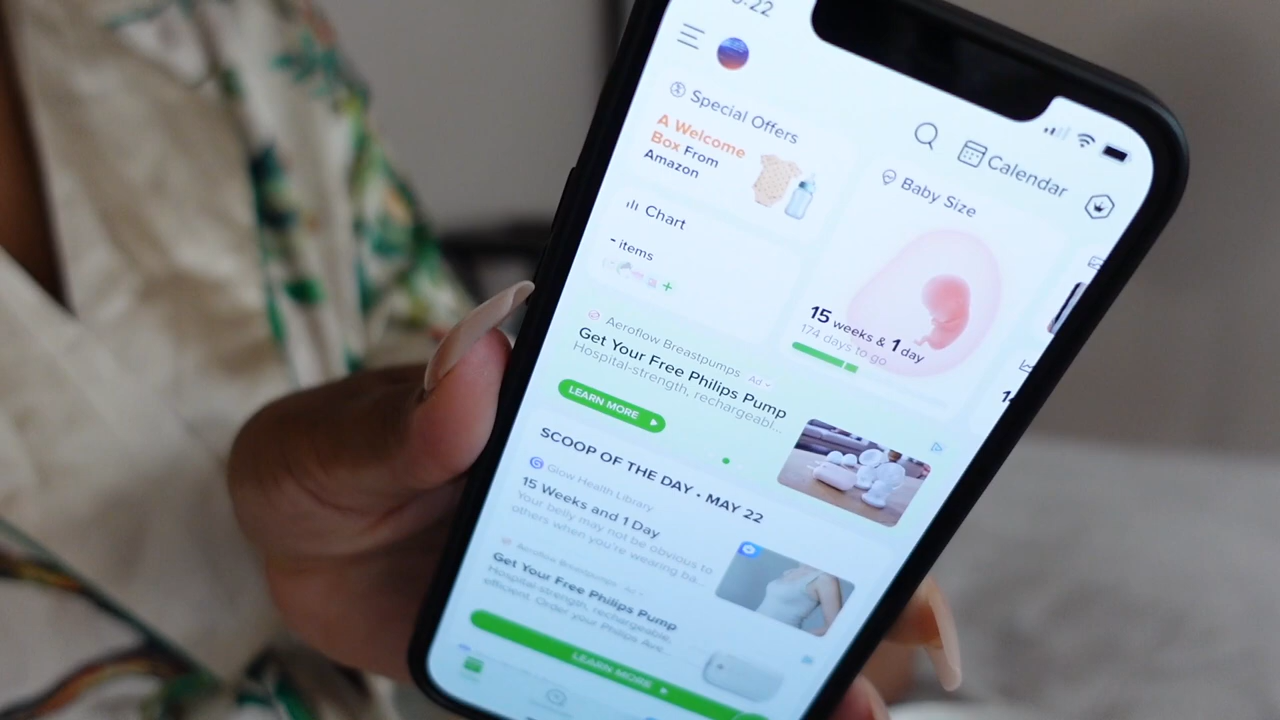 Calendar
Special Offers
A Welcome
Box From
Amazon
Chart
- items
Baby Size
15 weeks & 1 day
174 days to go
Aeroflow Breastpumps Ad
Get Your Free Philips Pump
Hospital-strength, rechargeabl...
LEARN MORE
SCOOP OF THE DAY • MAY 22
Glow Health Library
15 Weeks and 1 Day
Your belly may not be obvious to
others when you're wearing ba...
Aeroflow Breastpumps Ad
Get Your Free Philips Pump
Hospital-strength, rechargeable,
efficient. Order your Philips Ave...
LEARN MORE